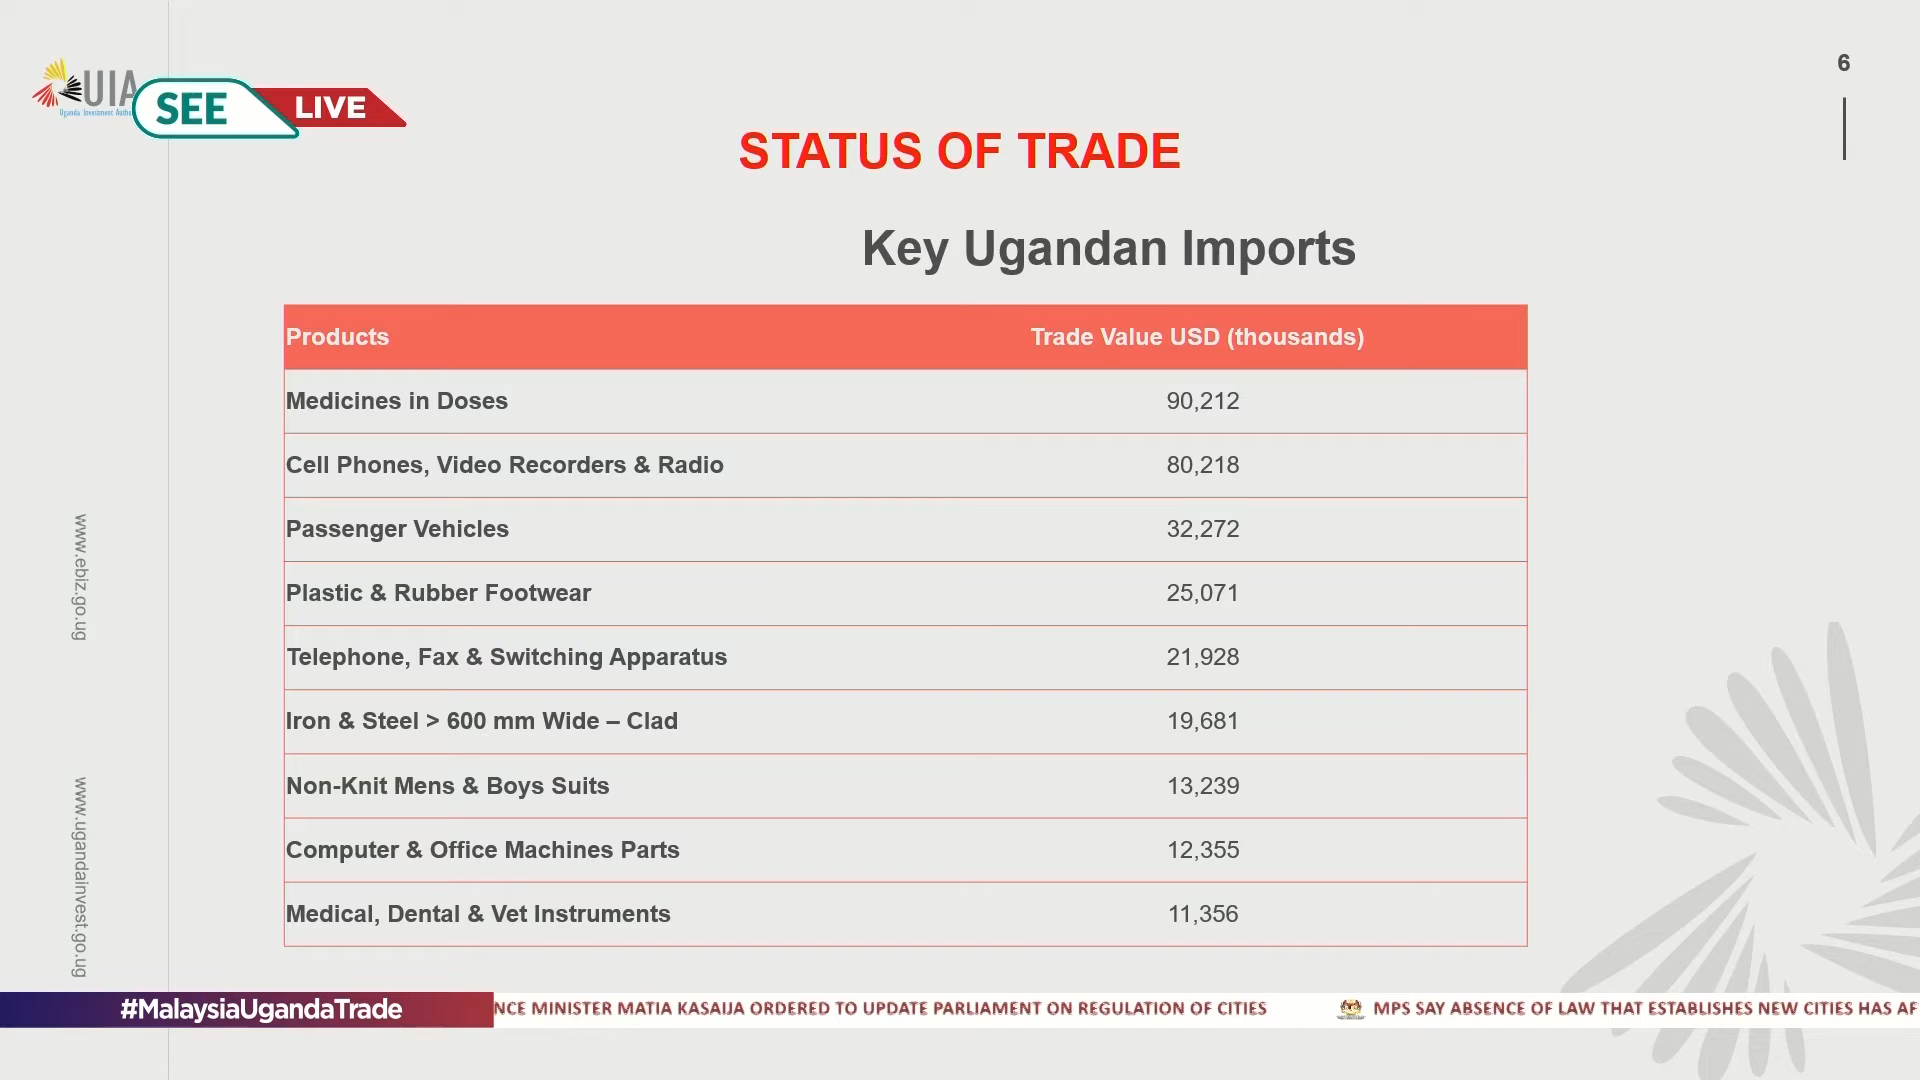 6
UIA
Uganda Investment Autho
SEE LIVE
STATUS OF TRADE
Key Ugandan Imports
Products Trade Value USD (thousands)
Medicines in Doses 90,212
Cell Phones, Video Recorders & Radio 80,218
Passenger Vehicles 32,272
Plastic & Rubber Footwear 25,071
Telephone, Fax & Switching Apparatus 21,928
Iron & Steel > 600 mm Wide – Clad 19,681
Non-Knit Mens & Boys Suits 13,239
Computer & Office Machines Parts 12,355
Medical, Dental & Vet Instruments 11,356
www.ebiz.go.ug
www.ugandainvest.go.ug
#MalaysiaUgandaTrade
NCE MINISTER MATIA KASAIJA ORDERED TO UPDATE PARLIAMENT ON REGULATION OF CITIES MPS SAY ABSENCE OF LAW THAT ESTABLISHES NEW CITIES HAS AF